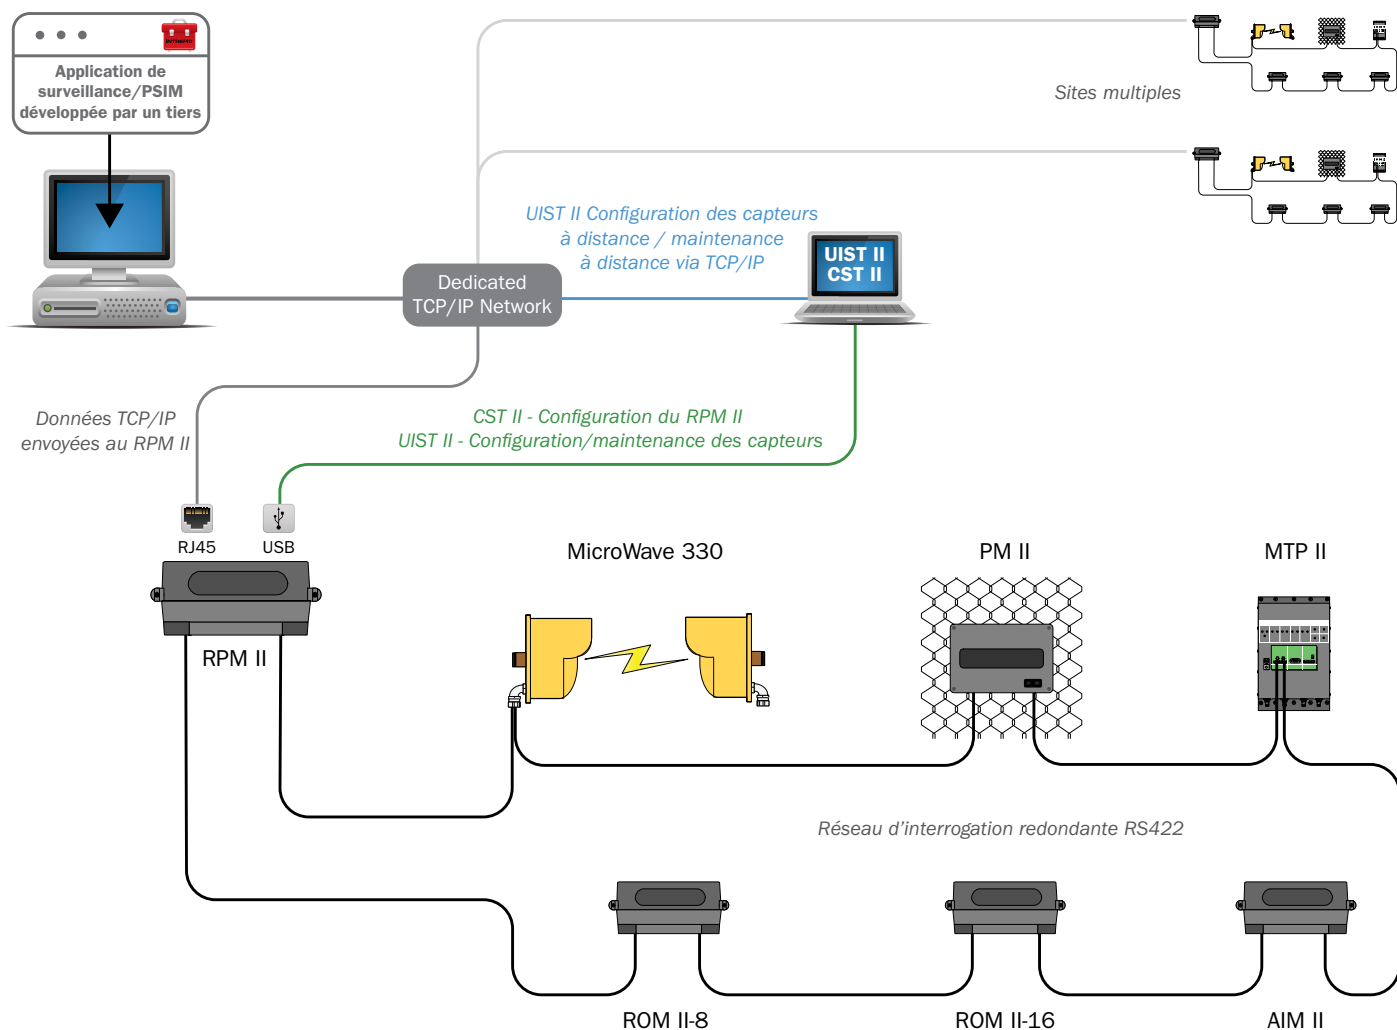 Application de
surveillance/PSIM
développée par un tiers
Sites multiples
UIST II Configuration des capteurs
à distance / maintenance
à distance via TCP/IP
UIST II
CST II
Dedicated
TCP/IP Network
Données TCP/IP
envoyées au RPM II
CST II - Configuration du RPM II
UIST II - Configuration/maintenance des capteurs
RJ45
USB
RPM II
MicroWave 330
PM II
MTP II
Réseau d'interrogation redondante RS422
ROM II-8
ROM II-16
AIM II